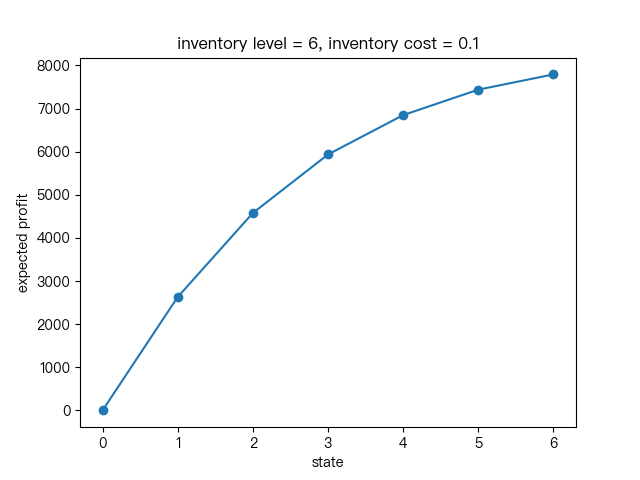 inventory level = 6, inventory cost = 0.1
8000
7000
6000
5000
4000
3000
2000
1000
0
expected profit
0 1 2 3 4 5 6
state